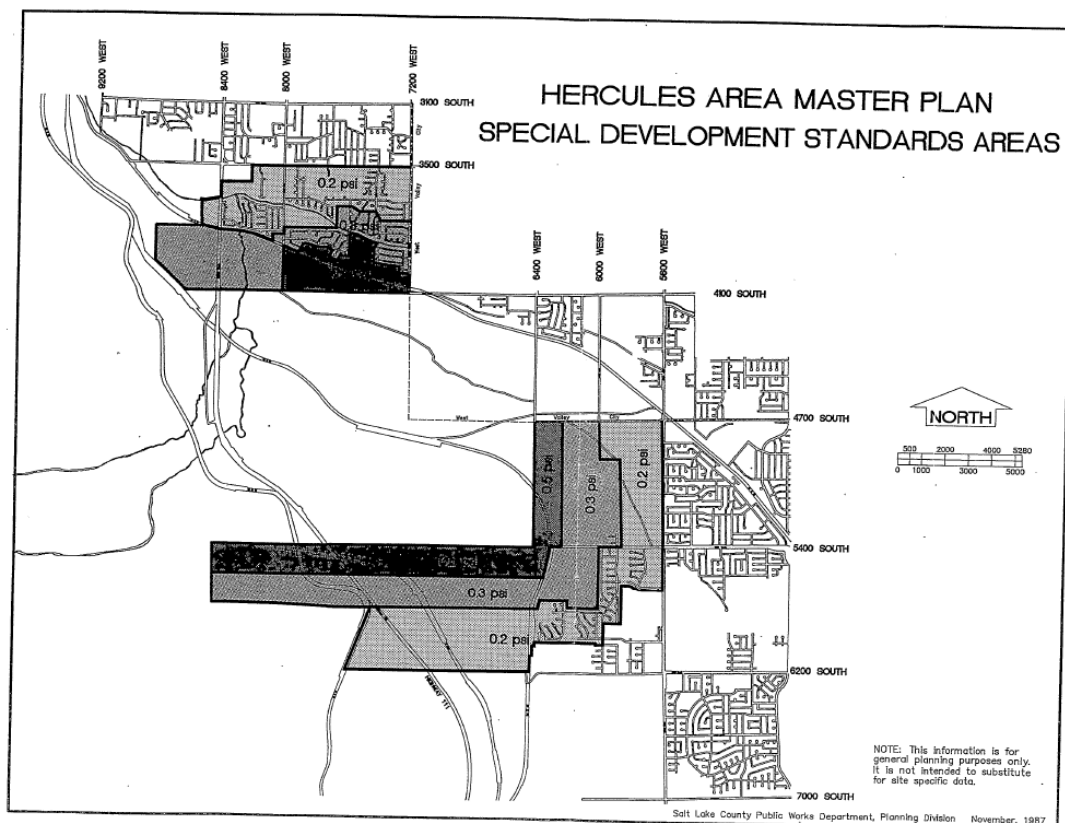 HERCULES AREA MASTER PLAN
SPECIAL DEVELOPMENT STANDARDS AREAS
9200 WEST
8400 WEST
8000 WEST
7200 WEST
3100 SOUTH
City
3500 SOUTH
0.2 psi
Valley
West
6400 WEST
6000 WEST
5600 WEST
4100 SOUTH
West Valley City
4700 SOUTH
NORTH
500 2000 4000 5280
0 1000 3000 5000
0.5 psi
0.3 psi
0.2 psi
5400 SOUTH
0.3 psi
0.2 psi
6200 SOUTH
HIGHWAY 111
NOTE: This information is for
general planning purposes only.
It is not intended to substitute
for site specific data.
7000 SOUTH
Salt Lake County Public Works Department, Planning Division November, 1987